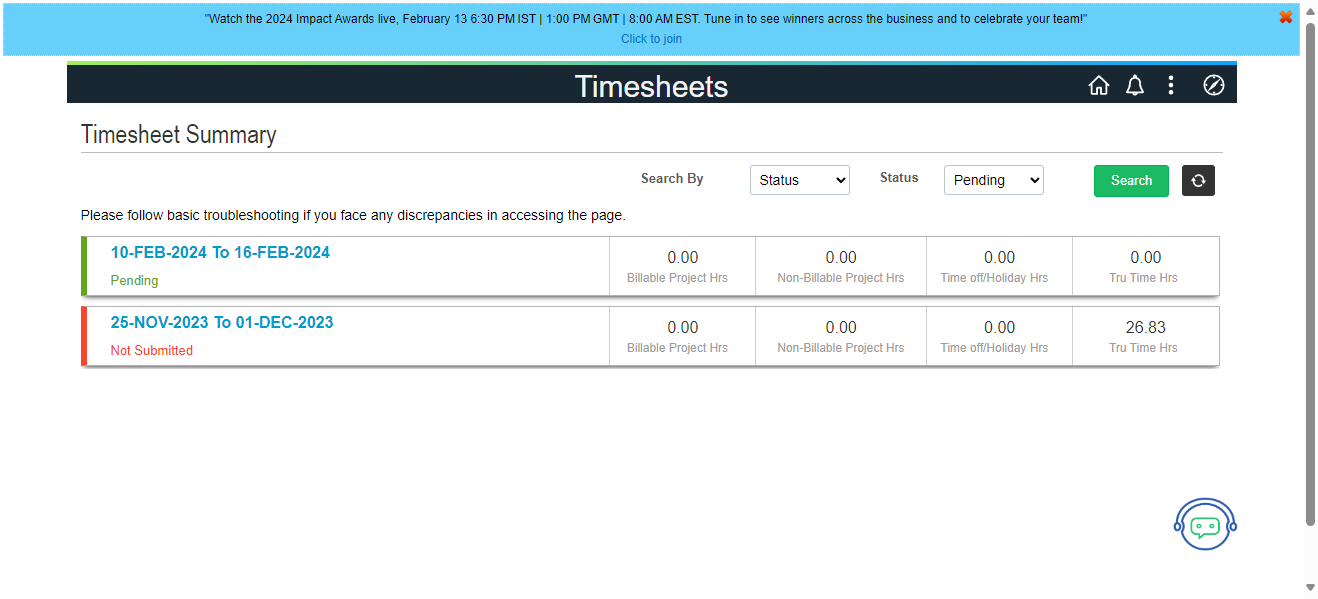 "Watch the 2024 Impact Awards live, February 13 6:30 PM IST | 1:00 PM GMT | 8:00 AM EST. Tune in to see winners across the business and to celebrate your team!"
Click to join
Timesheets
Timesheet Summary
Search By Status Status Pending Search
Please follow basic troubleshooting if you face any discrepancies in accessing the page.
10-FEB-2024 To 16-FEB-2024
Pending
0.00 0.00 0.00 0.00
Billable Project Hrs Non-Billable Project Hrs Time off/Holiday Hrs Tru Time Hrs
25-NOV-2023 To 01-DEC-2023
Not Submitted
0.00 0.00 0.00 26.83
Billable Project Hrs Non-Billable Project Hrs Time off/Holiday Hrs Tru Time Hrs